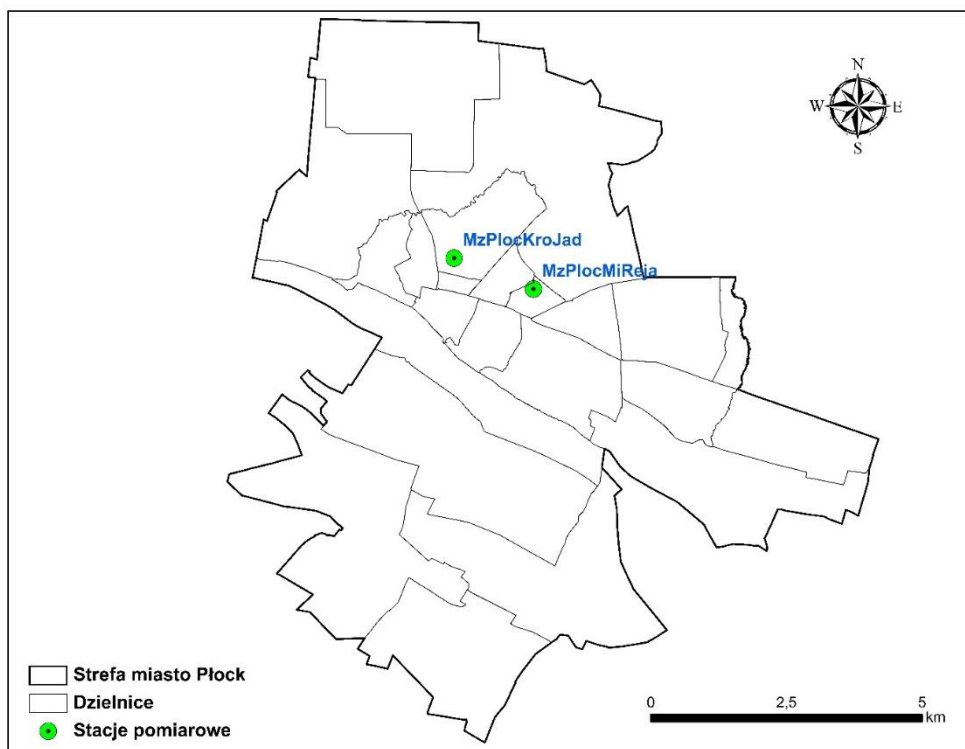 N
W E
S
MzPlocKroJad
MzPlocMiReja
Strefa miasto Płock
Dzielnice
Stacje pomiarowe
0 2,5 5
km